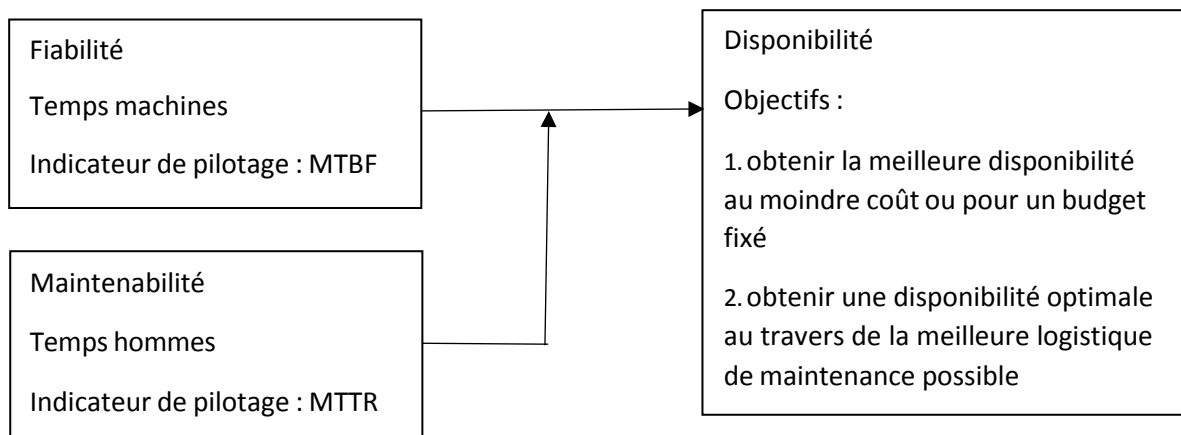 Fiabilité
Temps machines
Indicateur de pilotage : MTBF
Maintenabilité
Temps hommes
Indicateur de pilotage : MTTR
Disponibilité
Objectifs :
1. obtenir la meilleure disponibilité
au moindre coût ou pour un budget
fixé
2. obtenir une disponibilité optimale
au travers de la meilleure logistique
de maintenance possible